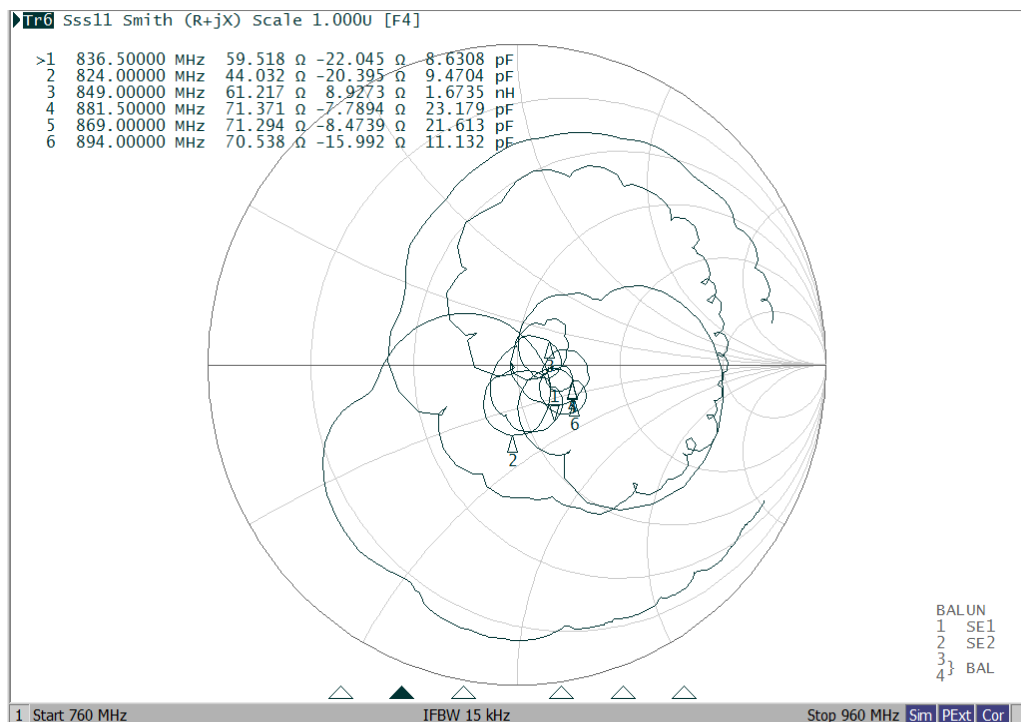 Tr6 Sss11 Smith (R+jX) Scale 1.000U [F4]
>1 836.50000 MHz 59.518 Ω -22.045 Ω 8.6308 pF
2 824.00000 MHz 44.032 Ω -20.395 Ω 9.4704 pF
3 849.00000 MHz 61.217 Ω 8.9273 Ω 1.6735 nH
4 881.50000 MHz 71.371 Ω -7.7894 Ω 23.179 pF
5 869.00000 MHz 71.294 Ω -8.4739 Ω 21.613 pF
6 894.00000 MHz 70.538 Ω -15.992 Ω 11.132 pF
3
1
6
2
BALUN
1 SE1
2 SE2
3
4 } BAL
1 Start 760 MHz IFBW 15 kHz Stop 960 MHz Sim PExt Cor